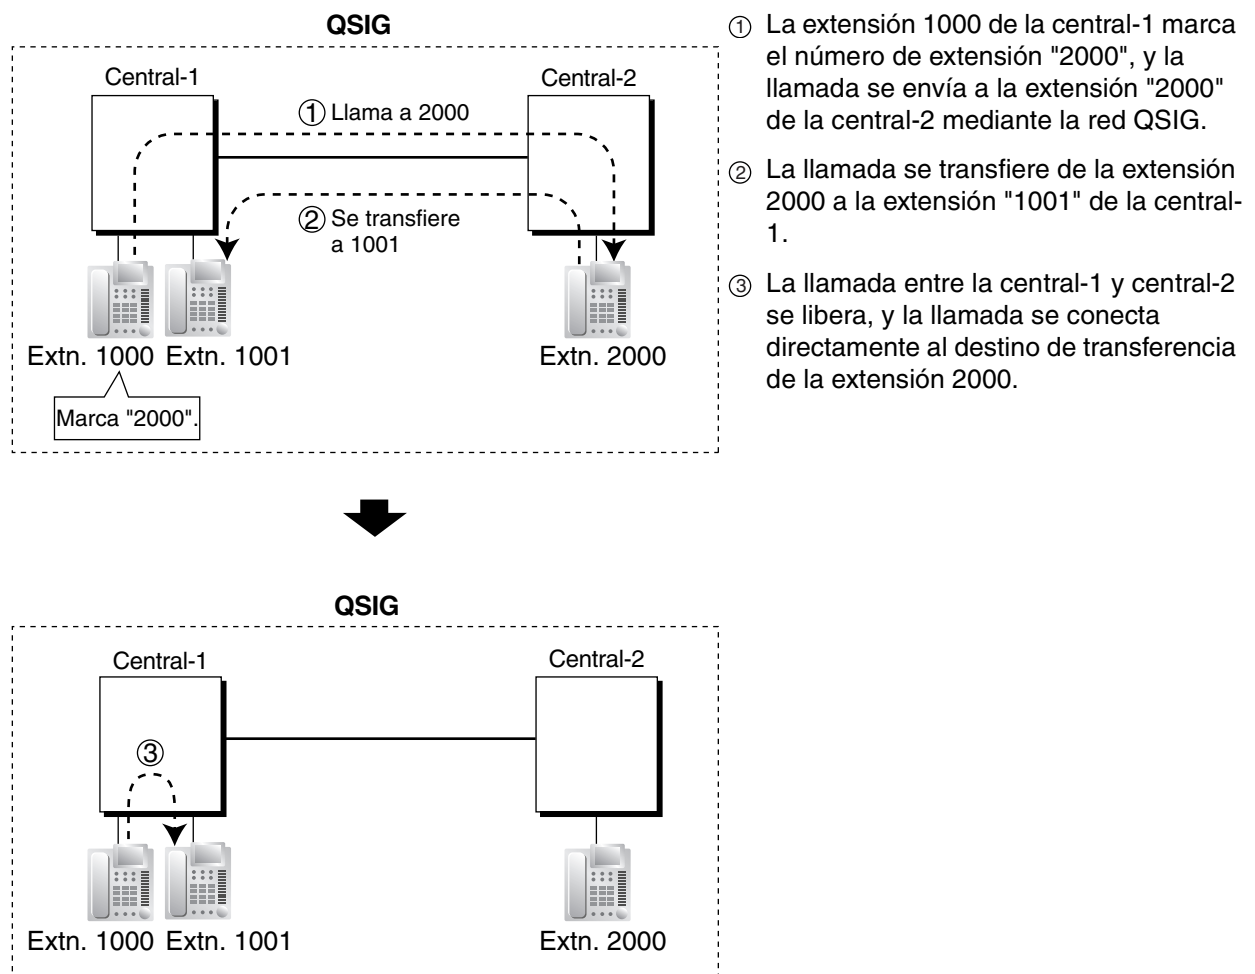 QSIG
Central-1
Central-2
① Llama a 2000
② Se transfiere
a 1001
Extn. 1000
Extn. 1001
Extn. 2000
Marca "2000".
① La extensión 1000 de la central-1 marca
el número de extensión "2000", y la
llamada se envía a la extensión "2000"
de la central-2 mediante la red QSIG.
② La llamada se transfiere de la extensión
2000 a la extensión "1001" de la central-
1.
③ La llamada entre la central-1 y central-2
se libera, y la llamada se conecta
directamente al destino de transferencia
de la extensión 2000.
QSIG
Central-1
Central-2
③
Extn. 1000
Extn. 1001
Extn. 2000